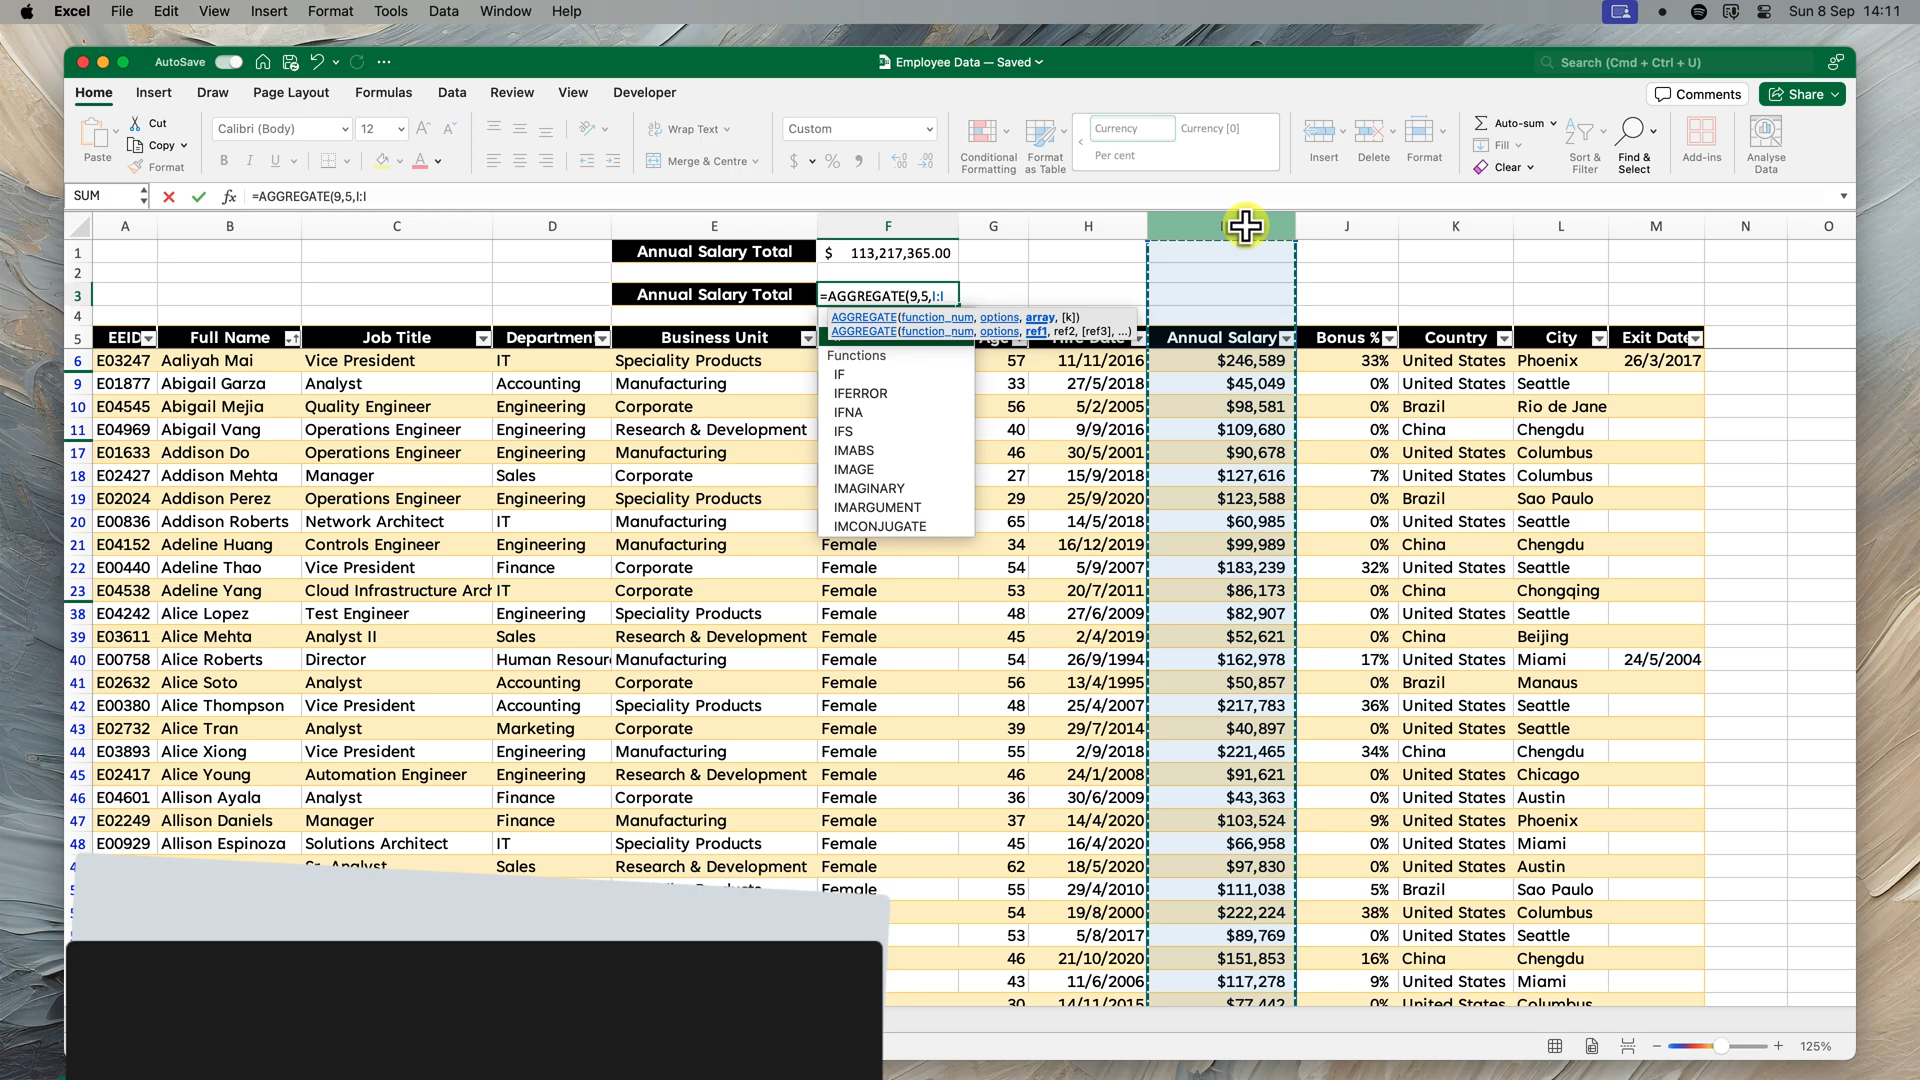 Excel File Edit View Insert Format Tools Data Window Help Sun 8 Sep 14:11
AutoSave Employee Data — Saved Search (Cmd + Ctrl + U)
Home Insert Draw Page Layout Formulas Data Review View Developer Comments Share
Paste Cut Copy Format Calibri (Body) 12 Wrap Text Merge & Centre Custom Conditional Formatting Format as Table Currency Currency [0] Per cent Insert Delete Format Auto-sum Fill Clear Sort & Filter Find & Select Add-ins Analyse Data
SUM fx =AGGREGATE(9,5,I:I
A B C D E F G H J K L M N O
1 Annual Salary Total $ 113,217,365.00
2
3 Annual Salary Total =AGGREGATE(9,5,I:I
4
AGGREGATE(function_num, options, array, [k])
AGGREGATE(function_num, options, ref1, ref2, [ref3], ...)
Functions
IF
IFERROR
IFNA
IFS
IMABS
IMAGE
IMAGINARY
IMARGUMENT
IMCONJUGATE
5 EEID Full Name Job Title Department Business Unit Age Hire Date Annual Salary Bonus % Country City Exit Date
6 E03247 Aaliyah Mai Vice President IT Speciality Products 57 11/11/2016 $246,589 33% United States Phoenix 26/3/2017
9 E01877 Abigail Garza Analyst Accounting Manufacturing 33 27/5/2018 $45,049 0% United States Seattle
10 E04545 Abigail Mejia Quality Engineer Engineering Corporate 56 5/2/2005 $98,581 0% Brazil Rio de Jane
11 E04969 Abigail Vang Operations Engineer Engineering Research & Development 40 9/9/2016 $109,680 0% China Chengdu
17 E01633 Addison Do Operations Engineer Engineering Manufacturing 46 30/5/2001 $90,678 0% United States Columbus
18 E02427 Addison Mehta Manager Sales Corporate 27 15/9/2018 $127,616 7% United States Columbus
19 E02024 Addison Perez Operations Engineer Engineering Speciality Products 29 25/9/2020 $123,588 0% Brazil Sao Paulo
20 E00836 Addison Roberts Network Architect IT Manufacturing 65 14/5/2018 $60,985 0% United States Seattle
21 E04152 Adeline Huang Controls Engineer Engineering Manufacturing Female 34 16/12/2019 $99,989 0% China Chengdu
22 E00440 Adeline Thao Vice President Finance Corporate Female 54 5/9/2007 $183,239 32% United States Seattle
23 E04538 Adeline Yang Cloud Infrastructure Arch IT Corporate Female 53 20/7/2011 $86,173 0% China Chongqing
38 E04242 Alice Lopez Test Engineer Engineering Speciality Products Female 48 27/6/2009 $82,907 0% United States Seattle
39 E03611 Alice Mehta Analyst II Sales Research & Development Female 45 2/4/2019 $52,621 0% China Beijing
40 E00758 Alice Roberts Director Human Resour Manufacturing Female 54 26/9/1994 $162,978 17% United States Miami 24/5/2004
41 E02632 Alice Soto Analyst Accounting Corporate Female 56 13/4/1995 $50,857 0% Brazil Manaus
42 E00380 Alice Thompson Vice President Accounting Speciality Products Female 48 25/4/2007 $217,783 36% United States Seattle
43 E02732 Alice Tran Analyst Marketing Corporate Female 39 29/7/2014 $40,897 0% United States Seattle
44 E03893 Alice Xiong Vice President Engineering Manufacturing Female 55 2/9/2018 $221,465 34% China Chengdu
45 E02417 Alice Young Automation Engineer Engineering Research & Development Female 46 24/1/2008 $91,621 0% United States Chicago
46 E04601 Allison Ayala Analyst Finance Corporate Female 36 30/6/2009 $43,363 0% United States Austin
47 E02249 Allison Daniels Manager Finance Manufacturing Female 37 14/4/2020 $103,524 9% United States Phoenix
48 E00929 Allison Espinoza Solutions Architect IT Speciality Products Female 45 16/4/2020 $66,958 0% United States Miami
Sr. Analyst Sales Research & Development Female 62 18/5/2020 $97,830 0% United States Austin
Female 55 29/4/2010 $111,038 5% Brazil Sao Paulo
54 19/8/2000 $222,224 38% United States Columbus
53 5/8/2017 $89,769 0% United States Seattle
46 21/10/2020 $151,853 16% China Chengdu
43 11/6/2006 $117,278 9% United States Miami
30 14/11/2015 $77,442 0% United States Columbus
125%